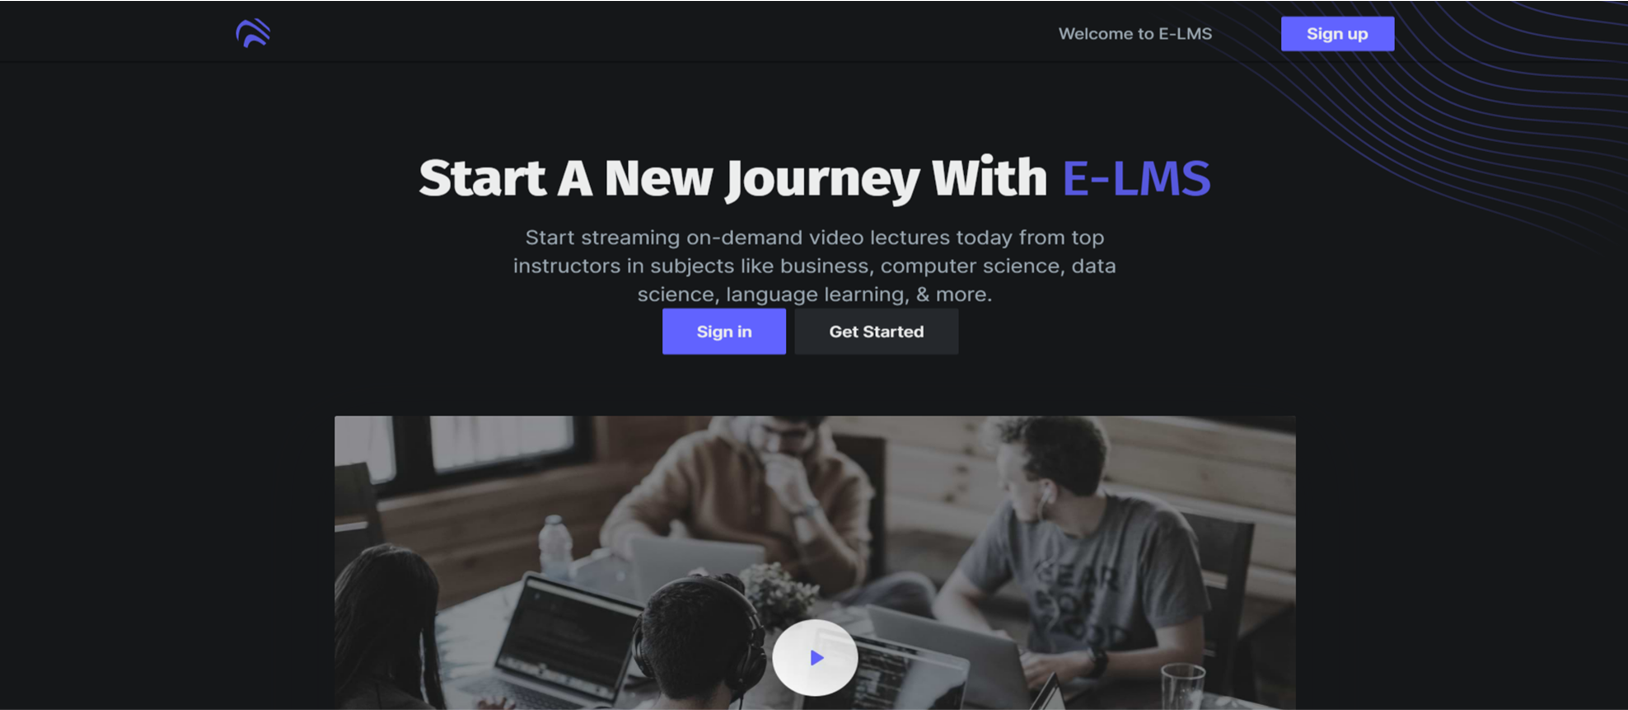 Welcome to E-LMS
Sign up
Start A New Journey With E-LMS
Start streaming on-demand video lectures today from top
instructors in subjects like business, computer science, data
science, language learning, & more.
Sign in
Get Started